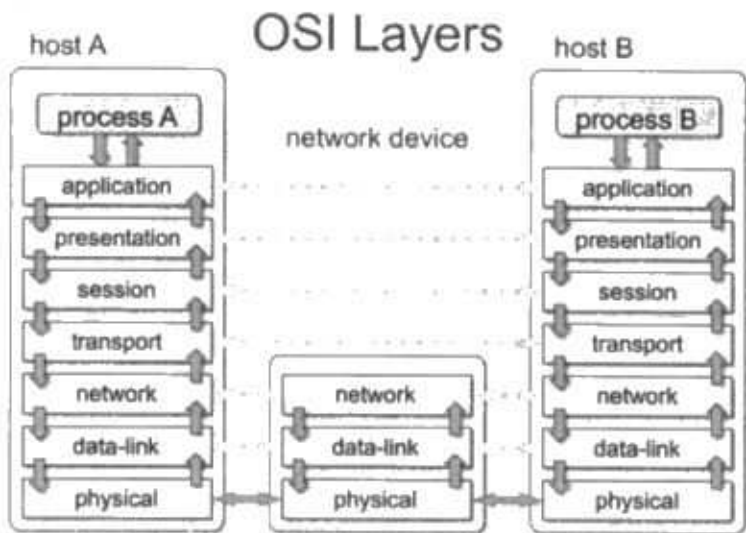 OSI Layers
host A
host B
process A
network device
process B
application
application
presentation
presentation
session
session
transport
transport
network
network
network
data-link
data-link
data-link
physical
physical
physical